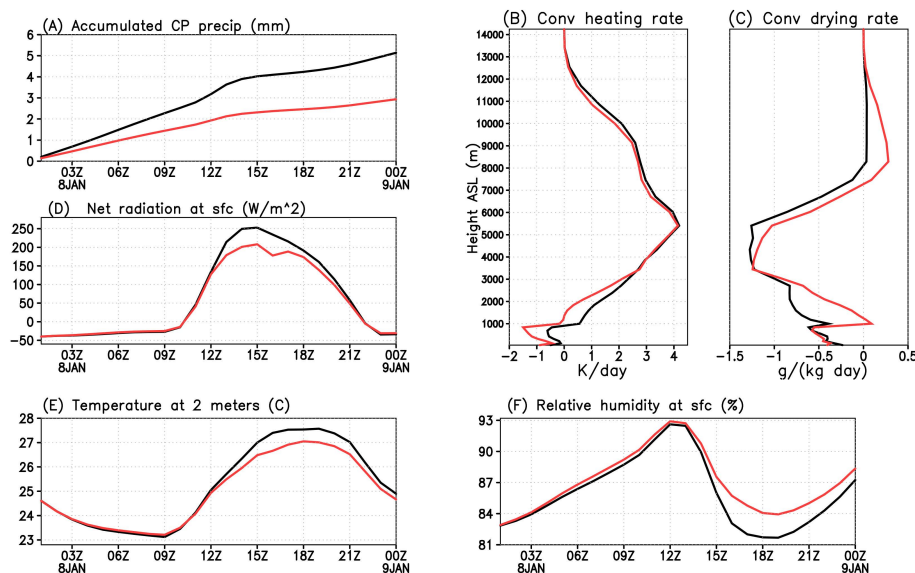 (A) Accumulated CP precip (mm)
6
5
4
3
2
1
0
03Z 06Z 09Z 12Z 15Z 18Z 21Z 00Z
8JAN 9JAN
(D) Net radiation at sfc (W/m^2)
250
200
150
100
50
0
−50
03Z 06Z 09Z 12Z 15Z 18Z 21Z 00Z
8JAN 9JAN
(E) Temperature at 2 meters (C)
28
27
26
25
24
23
03Z 06Z 09Z 12Z 15Z 18Z 21Z 00Z
8JAN 9JAN
(B) Conv heating rate
Height ASL (m)
14000
13000
12000
11000
10000
9000
8000
7000
6000
5000
4000
3000
2000
1000
−2 −1 0 1 2 3 4
K/day
(C) Conv drying rate
−1.5 −1 −0.5 0 0.5
g/(kg day)
(F) Relative humidity at sfc (%)
93
90
87
84
81
03Z 06Z 09Z 12Z 15Z 18Z 21Z 00Z
8JAN 9JAN